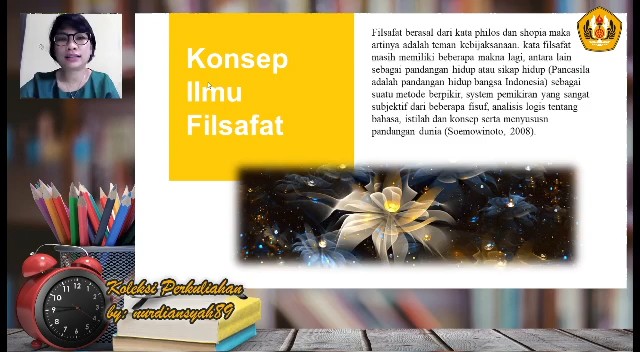 Konsep
Ilmu
Filsafat
Filsafat berasal dari kata philos dan shopia maka
artinya adalah teman kebijaksanaan. kata filsafat
masih memiliki beberapa makna lagi, antara lain
sebagai pandangan hidup atau sikap hidup (Pancasila
adalah pandangan hidup bangsa Indonesia) sebagai
suatu metode berpikir, system pemikiran yang sangat
subjektif dari beberapa fisuf, analisis logis tentang
bahasa, istilah dan konsep serta menyususn
pandangan dunia (Soemowinoto, 2008).
Koleksi Perkuliahan
by: nurdiansyah89